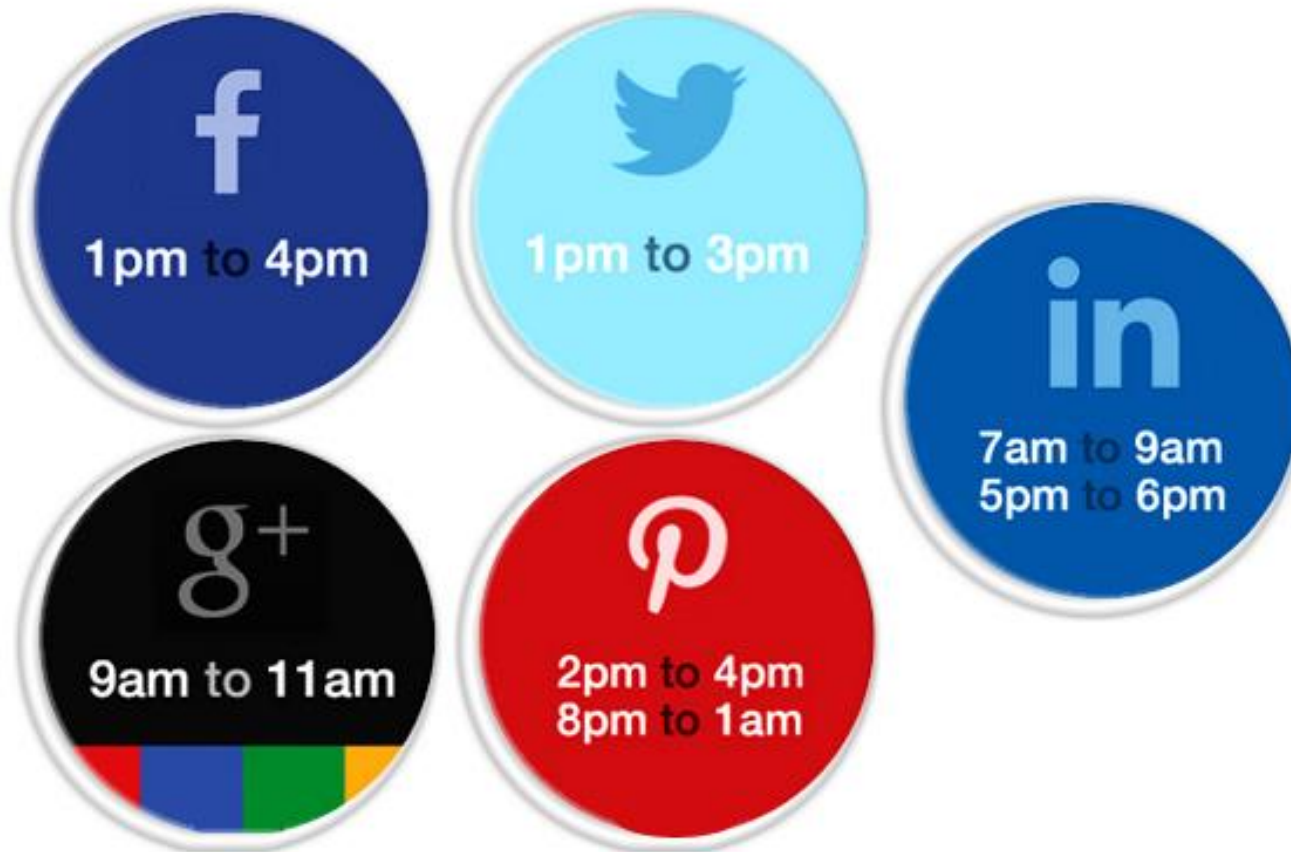 f
1pm to 4pm
1pm to 3pm
in
7am to 9am
5pm to 6pm
g+
9am to 11am
2pm to 4pm
8pm to 1am